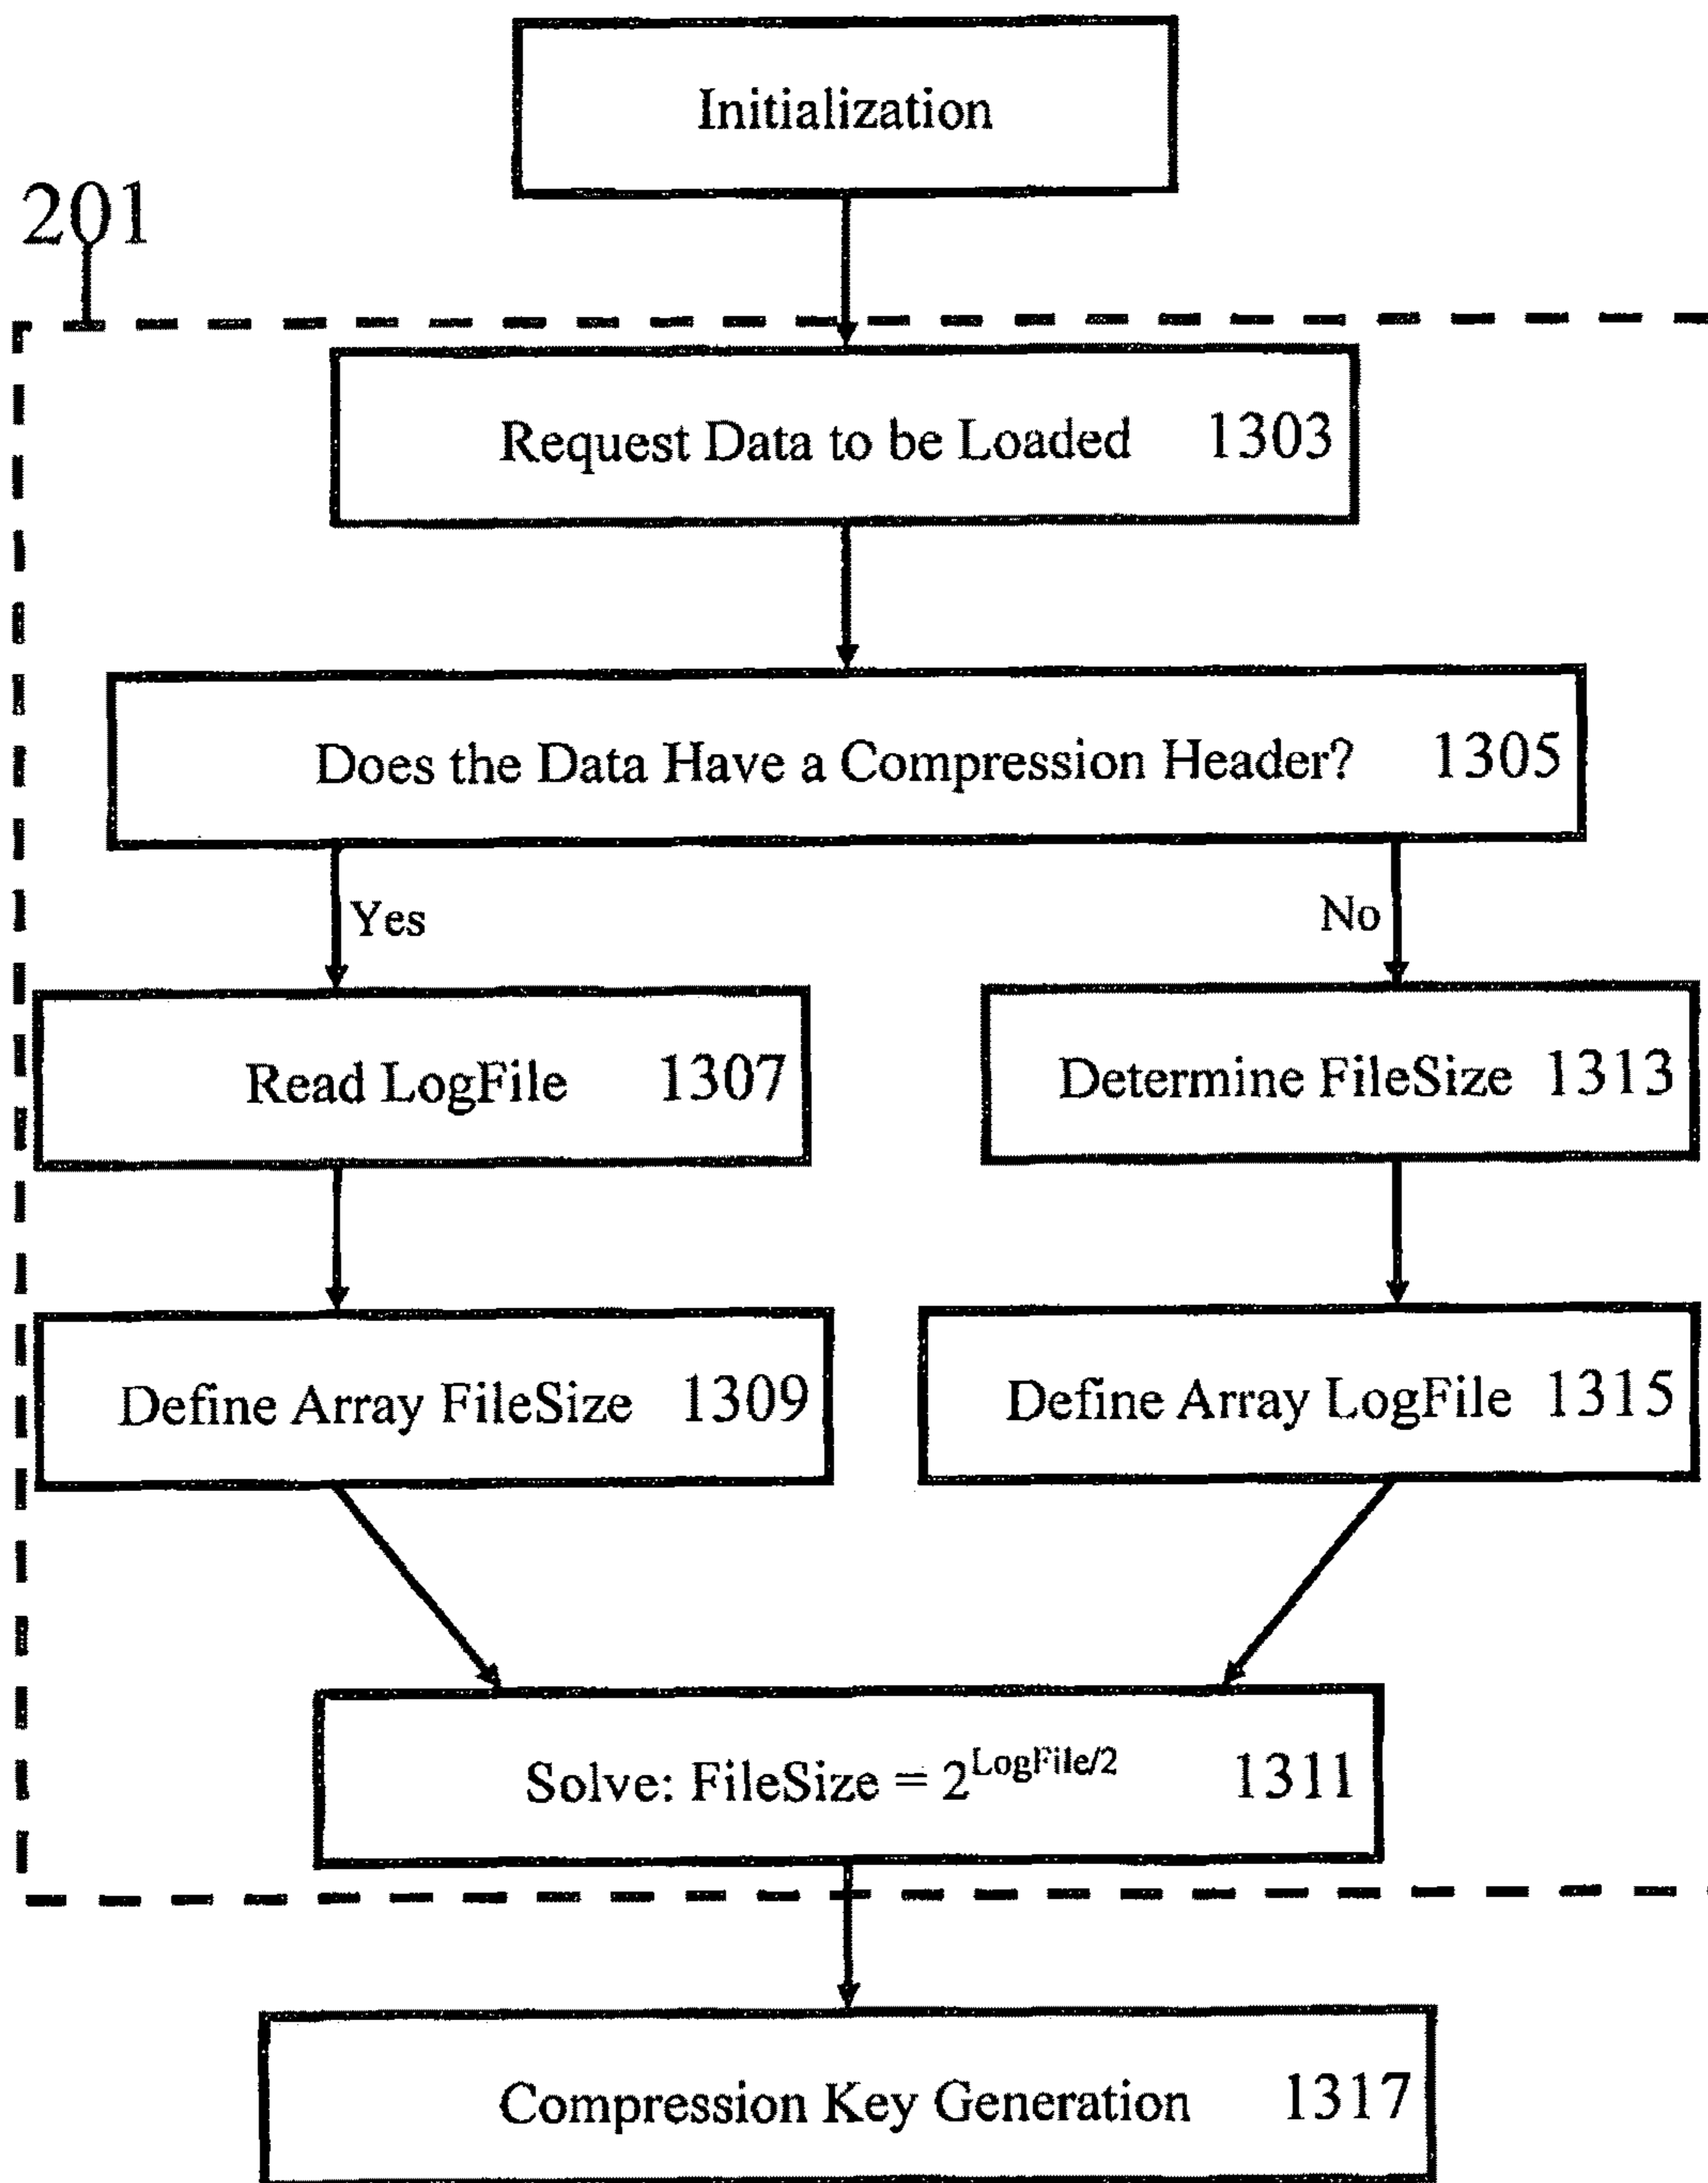 Initialization
201
Request Data to be Loaded 1303
Does the Data Have a Compression Header? 1305
Yes No
Read LogFile 1307
Determine FileSize 1313
Define Array FileSize 1309
Define Array LogFile 1315
Solve: FileSize = 2^LogFile/2 1311
Compression Key Generation 1317